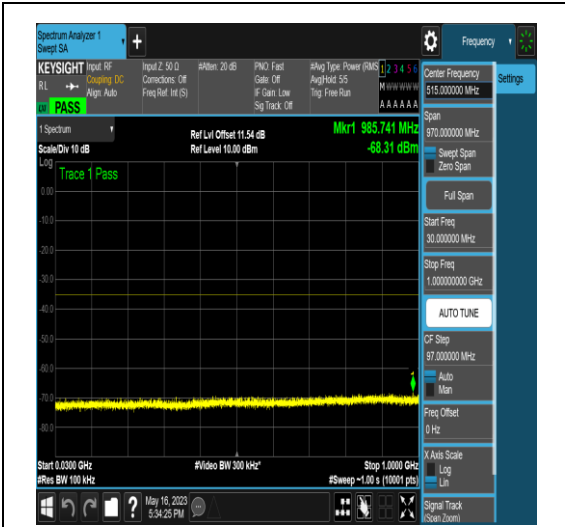 Spectrum Analyzer 1
Swept SA
+
Frequency
KEYSIGHT
RL
Input: RF
Coupling: DC
Align: Auto
Input Z: 50 Ω
Corrections: Off
Freq Ref: Int (S)
#Atten: 20 dB
PNO: Fast
Gate: Off
IF Gain: Low
Sig Track: Off
#Avg Type: Power (RMS
Avg|Hold: 5/5
Trig: Free Run
1 2 3 4 5 6
M W W W W W
A A A A A A
PASS
1 Spectrum
Scale/Div 10 dB
Ref Lvl Offset 11.54 dB
Ref Level 10.00 dBm
Mkr1 985.741 MHz
-68.31 dBm
Log
Trace 1 Pass
0.00
-10.0
-20.0
-30.0
-40.0
-50.0
-60.0
-70.0
-80.0
1
Start 0.0300 GHz
#Res BW 100 kHz
#Video BW 300 kHz*
Stop 1.0000 GHz
#Sweep ~1.00 s (10001 pts)
?
May 16, 2023
5:34:25 PM
Settings
Center Frequency
515.000000 MHz
Span
970.000000 MHz
Swept Span
Zero Span
Full Span
Start Freq
30.000000 MHz
Stop Freq
1.000000000 GHz
AUTO TUNE
CF Step
97.000000 MHz
Auto
Man
Freq Offset
0 Hz
X Axis Scale
Log
Lin
Signal Track
(Span Zoom)